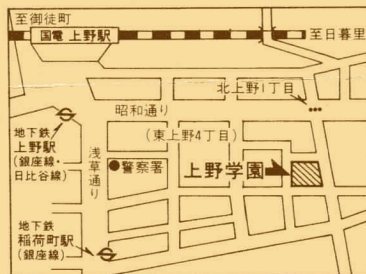 至御徒町
国電 上野駅
至日暮里
北上野1丁目
昭和通り
(東上野4丁目)
地下鉄
上野駅
(銀座線・
日比谷線)
浅草通り
警察署
上野学園
地下鉄
稲荷町駅
(銀座線)